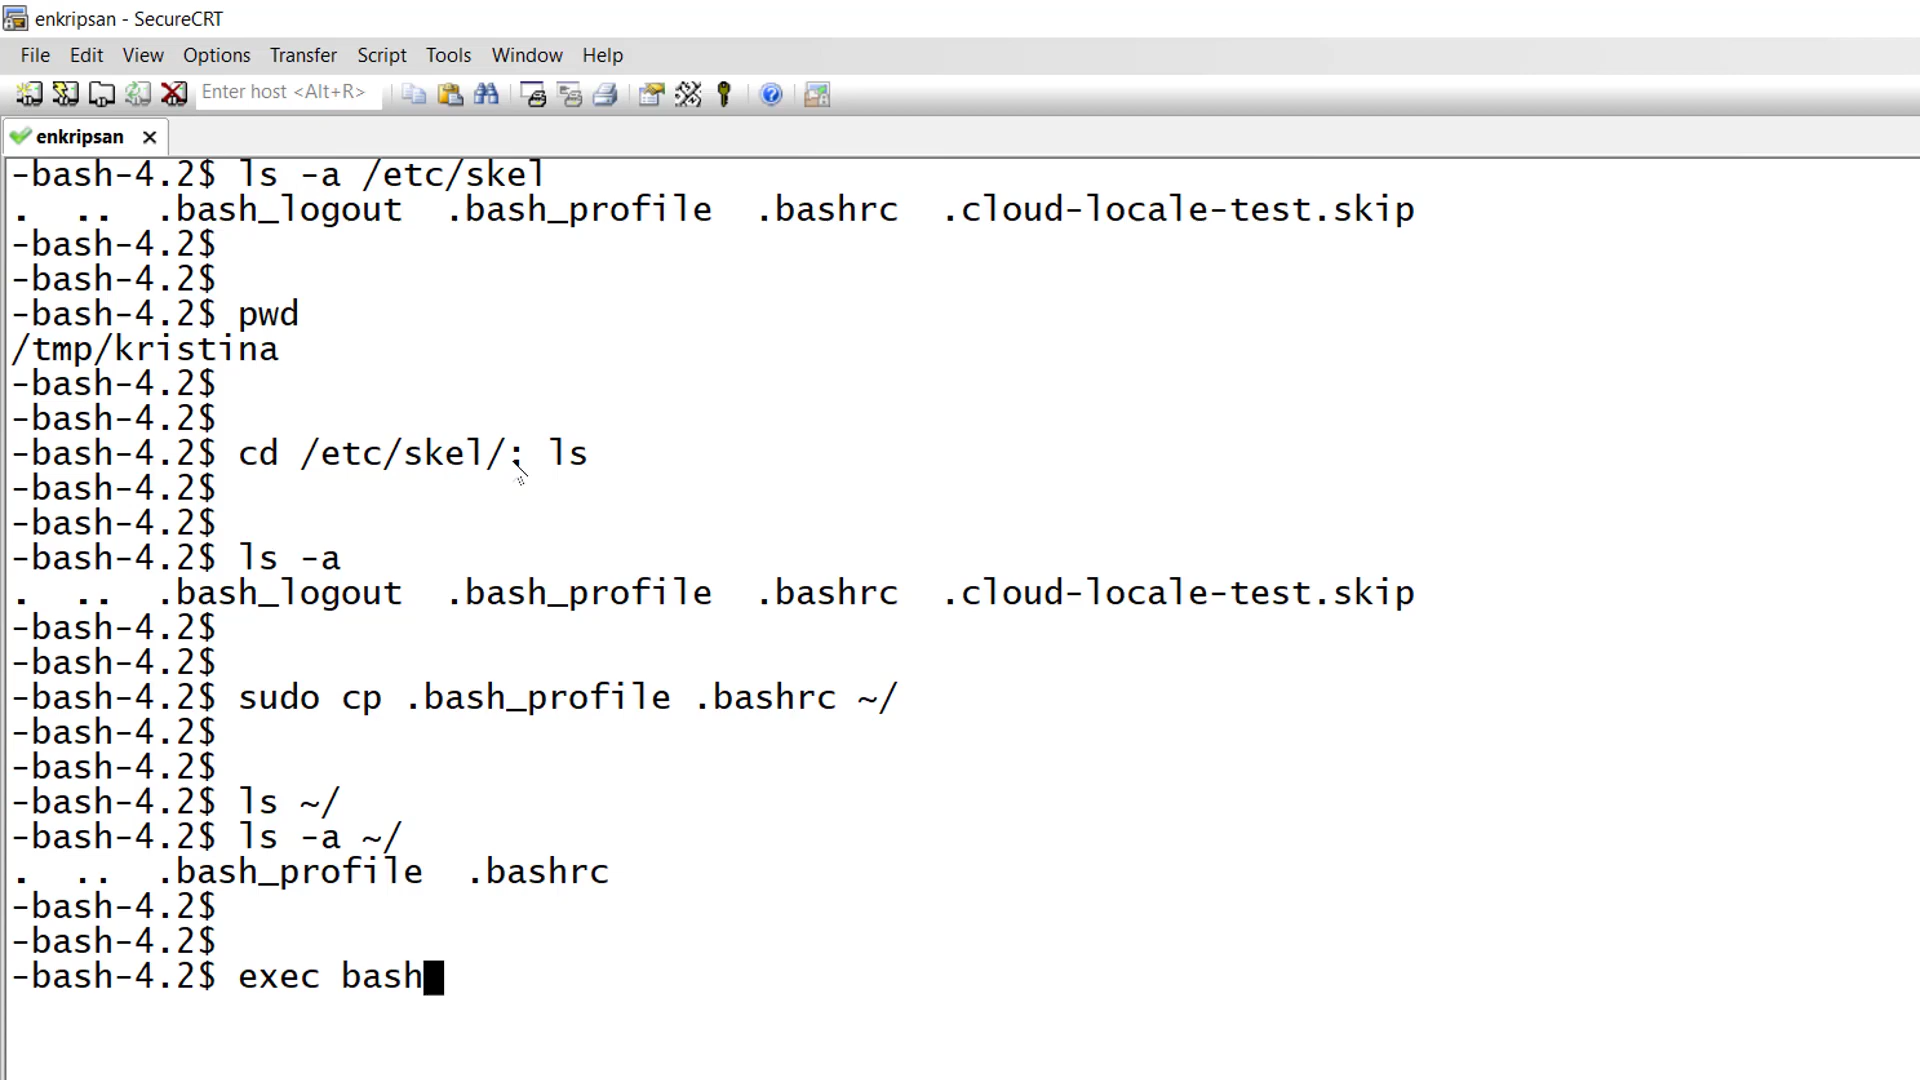 enkripsan - SecureCRT
File Edit View Options Transfer Script Tools Window Help
Enter host <Alt+R>
enkripsan
-bash-4.2$ ls -a /etc/skel
. .. .bash_logout .bash_profile .bashrc .cloud-locale-test.skip
-bash-4.2$
-bash-4.2$
-bash-4.2$ pwd
/tmp/kristina
-bash-4.2$
-bash-4.2$
-bash-4.2$ cd /etc/skel/; ls
-bash-4.2$
-bash-4.2$
-bash-4.2$ ls -a
. .. .bash_logout .bash_profile .bashrc .cloud-locale-test.skip
-bash-4.2$
-bash-4.2$
-bash-4.2$ sudo cp .bash_profile .bashrc ~/
-bash-4.2$
-bash-4.2$
-bash-4.2$ ls ~/
-bash-4.2$ ls -a ~/
. .. .bash_profile .bashrc
-bash-4.2$
-bash-4.2$
-bash-4.2$ exec bash